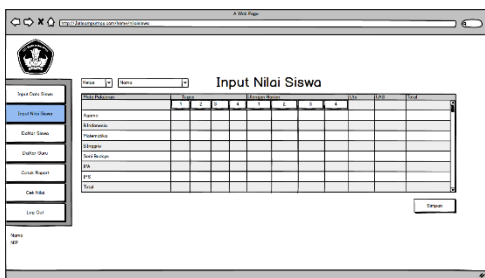 A Web Page
Input Nilai Siswa
Kelas
Nama
Mata Pelajaran
Tugas
Ulangan Harian
Uts
UAS
Total
1 2 3 4 1 2 3 4
Agama
B.Indonesia
Matematika
B.Inggris
Seni Budaya
IPA
IPS
Total
Simpan
Input Data Siswa
Input Nilai Siswa
Daftar Siswa
Daftar Guru
Cetak Raport
Cek Nilai
Log Out
Nama
NIP